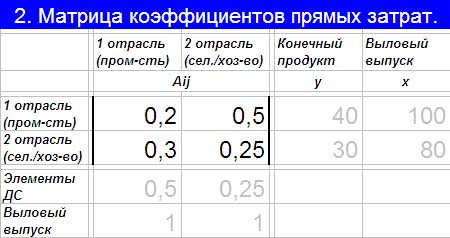 2. Матрица коэффициентов прямых затрат.
1 отрасль 2 отрасль Конечный Выловый
(пром-сть) (сел./хоз-во) продукт выпуск
Aij y x
1 отрасль
(пром-сть) 0,2 0,5 40 100
2 отрасль
(сел./хоз-во) 0,3 0,25 30 80
Элементы
ДС 0,5 0,25
Выловый
выпуск 1 1